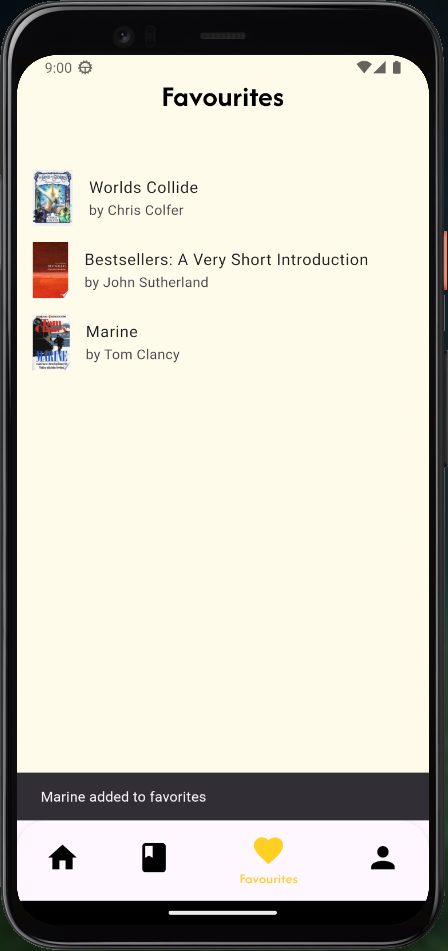 9:00
Favourites
Worlds Collide
by Chris Colfer
Bestsellers: A Very Short Introduction
by John Sutherland
Marine
by Tom Clancy
MARINE
Marine added to favorites
Favourites